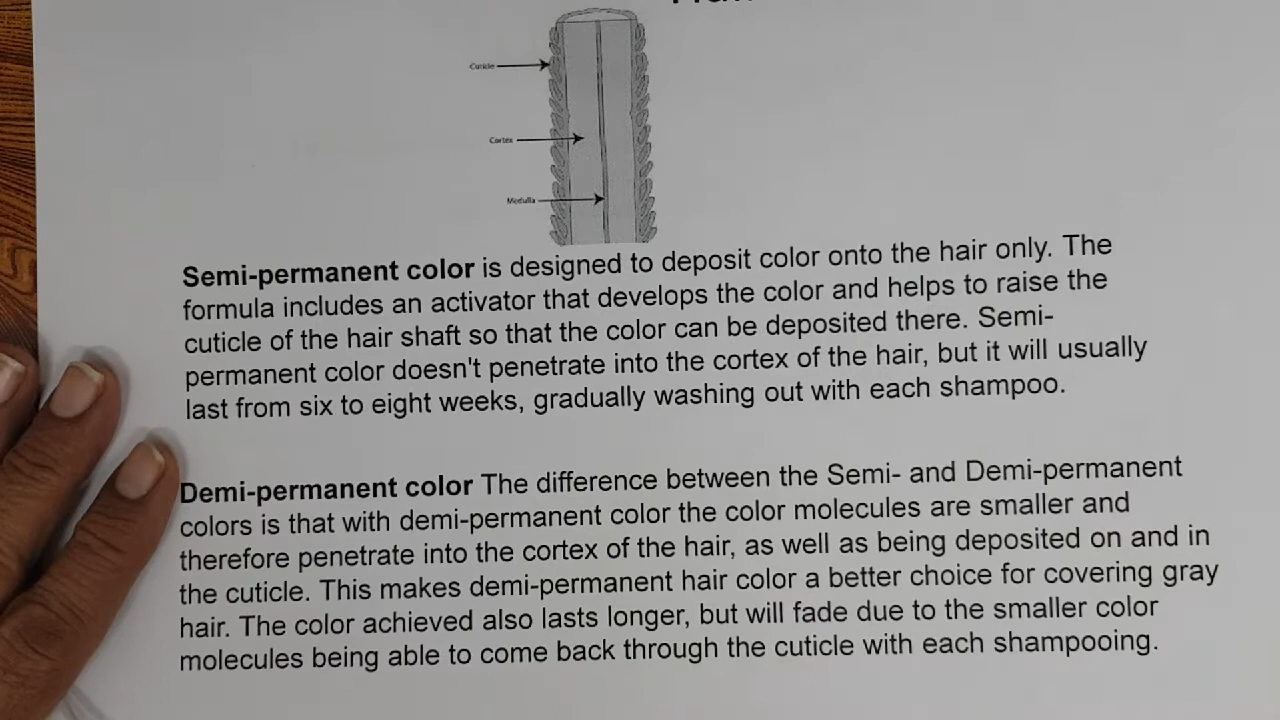 Cuticle
Cortex
Medulla
Semi-permanent color is designed to deposit color onto the hair only. The
formula includes an activator that develops the color and helps to raise the
cuticle of the hair shaft so that the color can be deposited there. Semi-
permanent color doesn't penetrate into the cortex of the hair, but it will usually
last from six to eight weeks, gradually washing out with each shampoo.
Demi-permanent color The difference between the Semi- and Demi-permanent
colors is that with demi-permanent color the color molecules are smaller and
therefore penetrate into the cortex of the hair, as well as being deposited on and in
the cuticle. This makes demi-permanent hair color a better choice for covering gray
hair. The color achieved also lasts longer, but will fade due to the smaller color
molecules being able to come back through the cuticle with each shampooing.